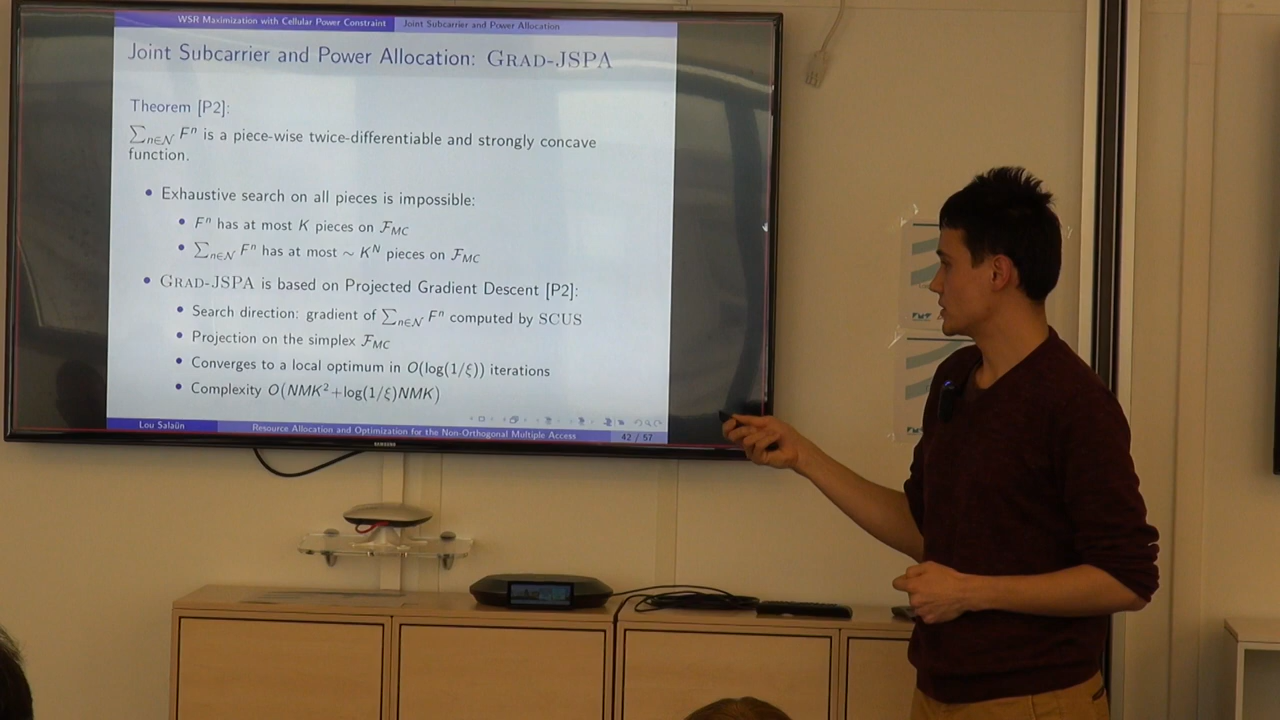 WSR Maximization with Cellular Power Constraint Joint Subcarrier and Power Allocation
Joint Subcarrier and Power Allocation: GRAD-JSPA
Theorem [P2]:
∑n∈𝒩 Fⁿ is a piece-wise twice-differentiable and strongly concave
function.
• Exhaustive search on all pieces is impossible:
• Fⁿ has at most K pieces on ℱMC
• ∑n∈𝒩 Fⁿ has at most ∼ Kᴺ pieces on ℱMC
• GRAD-JSPA is based on Projected Gradient Descent [P2]:
• Search direction: gradient of ∑n∈𝒩 Fⁿ computed by SCUS
• Projection on the simplex ℱMC
• Converges to a local optimum in O(log(1/ξ)) iterations
• Complexity O(NMK²+log(1/ξ)NMK)
Lou Salaün Resource Allocation and Optimization for the Non-Orthogonal Multiple Access 42 / 57
SAMSUNG